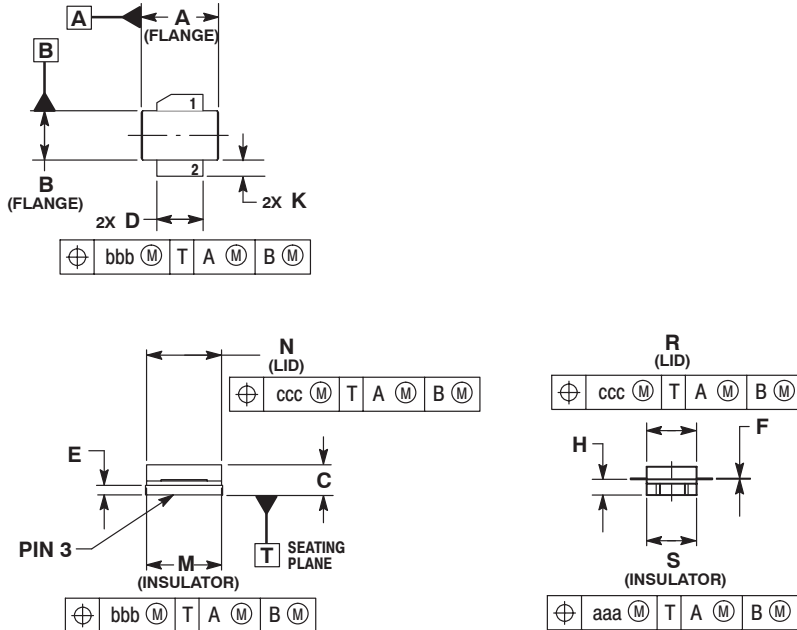 A
A
(FLANGE)
B
1
2
B
(FLANGE)
2X K
2X D
⌖ bbb Ⓜ T A Ⓜ B Ⓜ
N
(LID)
⌖ ccc Ⓜ T A Ⓜ B Ⓜ
R
(LID)
⌖ ccc Ⓜ T A Ⓜ B Ⓜ
E
C
H
F
PIN 3
T SEATING
PLANE
M
(INSULATOR)
⌖ bbb Ⓜ T A Ⓜ B Ⓜ
S
(INSULATOR)
⌖ aaa Ⓜ T A Ⓜ B Ⓜ